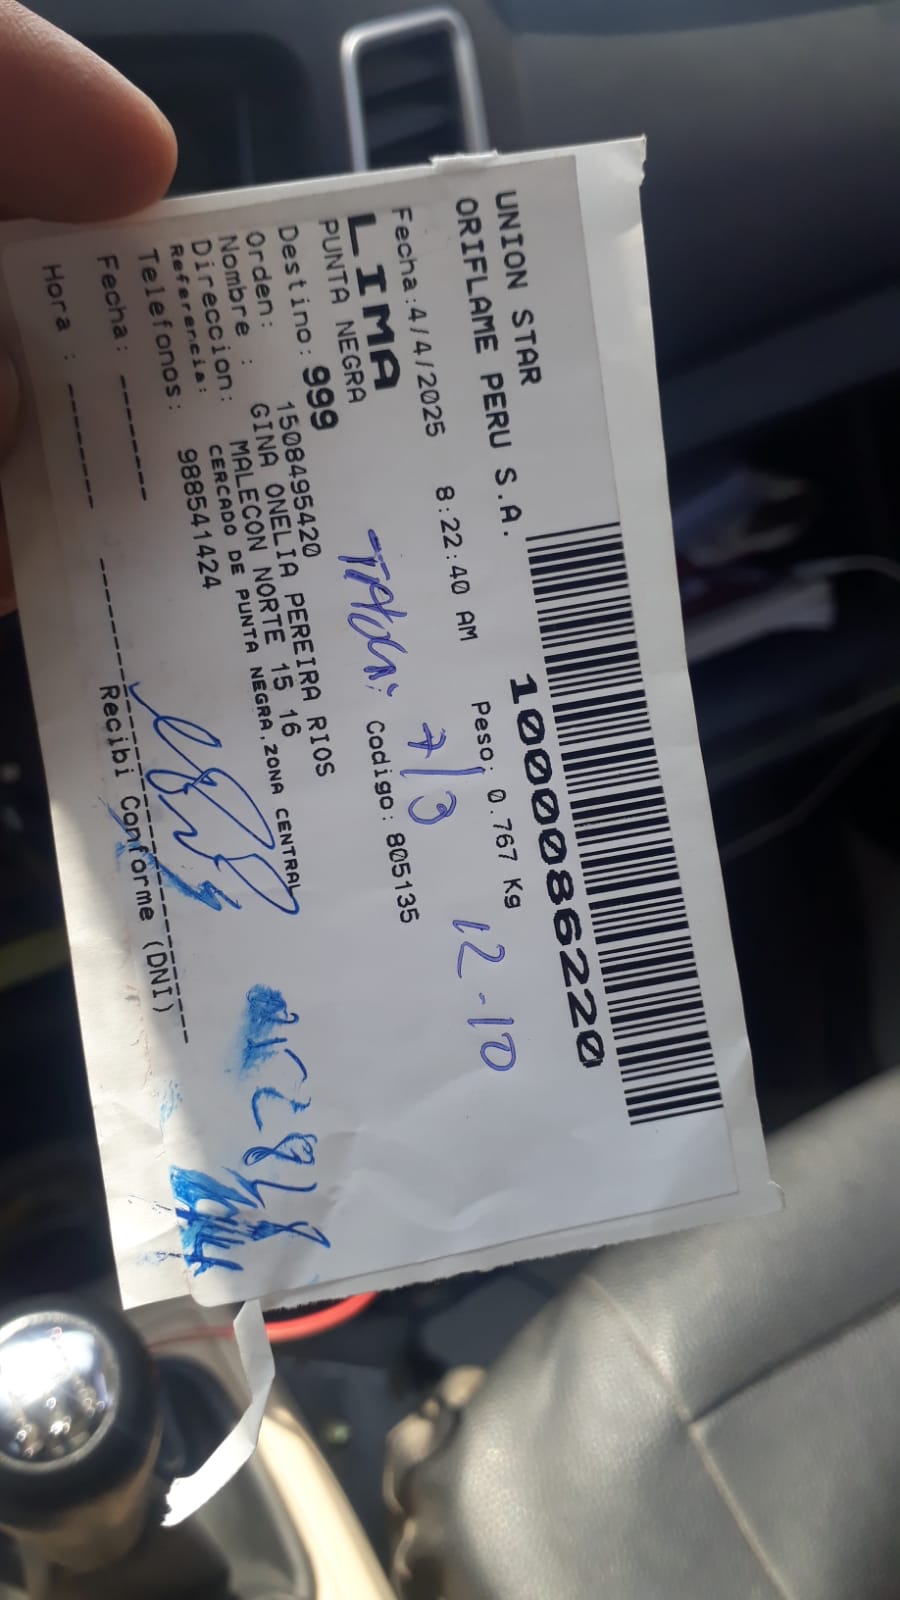 UNION STAR
ORIFLAME PERU S.A.
1000086220
Fecha:4/4/2025 8:22:40 AM Peso: 0.767 Kg
12-10
LIMA
PUNTA NEGRA
Codigo: 805135
Destino: 999
Orden: 1508495420
Nombre : GINA ONELIA PEREIRA RIOS
Direccion: MALECON NORTE 15 16
Referencia: CERCADO DE PUNTA NEGRA,ZONA CENTRAL
Telefonos: 988541424
Fecha: ------
Hora : ------
Recibi Conforme (DNI)